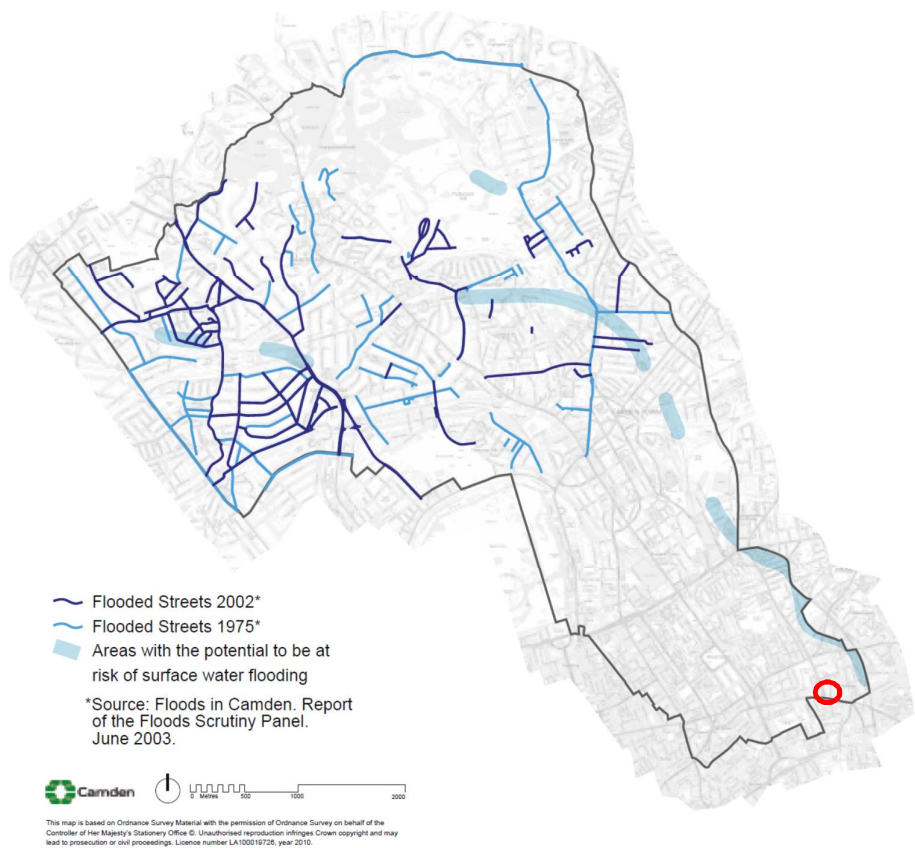 Flooded Streets 2002*
Flooded Streets 1975*
Areas with the potential to be at
risk of surface water flooding
*Source: Floods in Camden. Report
of the Floods Scrutiny Panel.
June 2003.
Camden
0 Metres 500 1000 2000
This map is based on Ordnance Survey Material with the permission of Ordnance Survey on behalf of the
Controller of Her Majesty's Stationery Office ©. Unauthorised reproduction infringes Crown copyright and may
lead to prosecution or civil proceedings. Licence number LA100019726, year 2010.